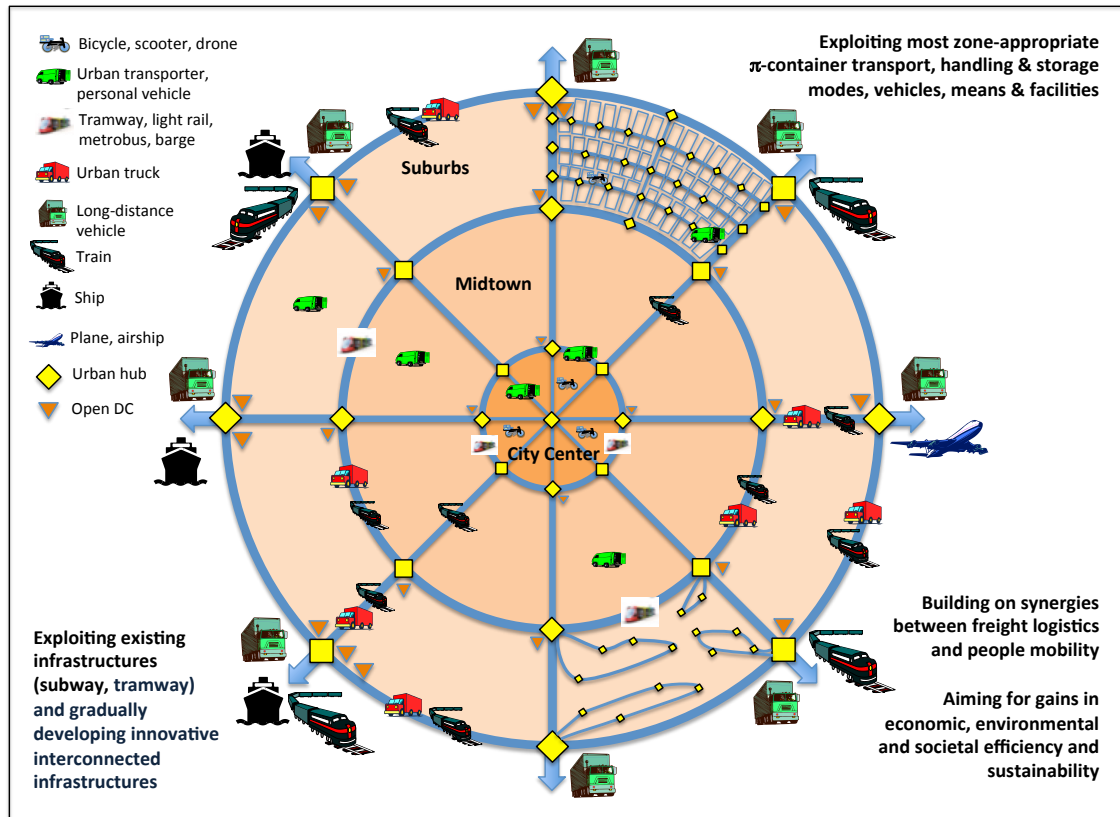 Bicycle, scooter, drone
Urban transporter,
personal vehicle
Tramway, light rail,
metrobus, barge
Urban truck
Long-distance
vehicle
Train
Ship
Plane, airship
Urban hub
Open DC
Exploiting most zone-appropriate
π-container transport, handling & storage
modes, vehicles, means & facilities
Suburbs
Midtown
City Center
Exploiting existing
infrastructures
(subway, tramway)
and gradually
developing innovative
interconnected
infrastructures
Building on synergies
between freight logistics
and people mobility
Aiming for gains in
economic, environmental
and societal efficiency and
sustainability